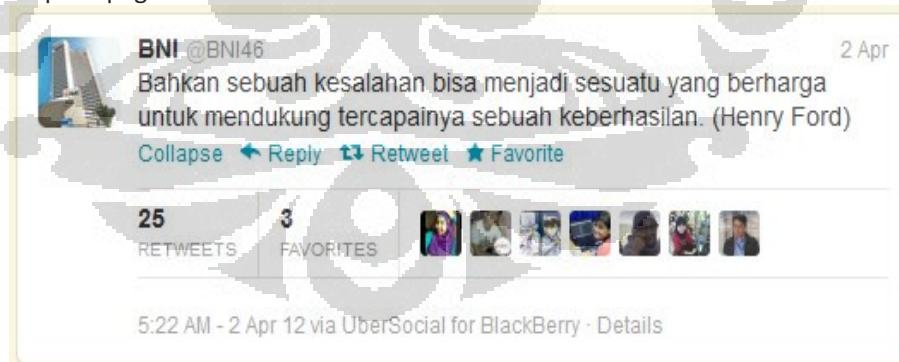 BNI @BNI46 2 Apr
Bahkan sebuah kesalahan bisa menjadi sesuatu yang berharga
untuk mendukung tercapainya sebuah keberhasilan. (Henry Ford)
Collapse Reply Retweet Favorite
25 3
RETWEETS FAVORITES
5:22 AM - 2 Apr 12 via UberSocial for BlackBerry · Details